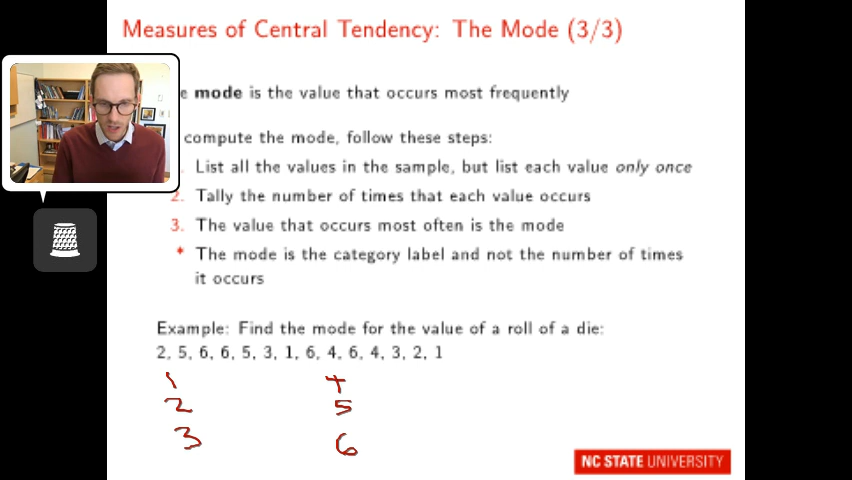 Measures of Central Tendency: The Mode (3/3)
e mode is the value that occurs most frequently
compute the mode, follow these steps:
. List all the values in the sample, but list each value only once
2. Tally the number of times that each value occurs
3. The value that occurs most often is the mode
* The mode is the category label and not the number of times
it occurs
Example: Find the mode for the value of a roll of a die:
2, 5, 6, 6, 5, 3, 1, 6, 4, 6, 4, 3, 2, 1
1 4
2 5
3 6
NC STATE UNIVERSITY